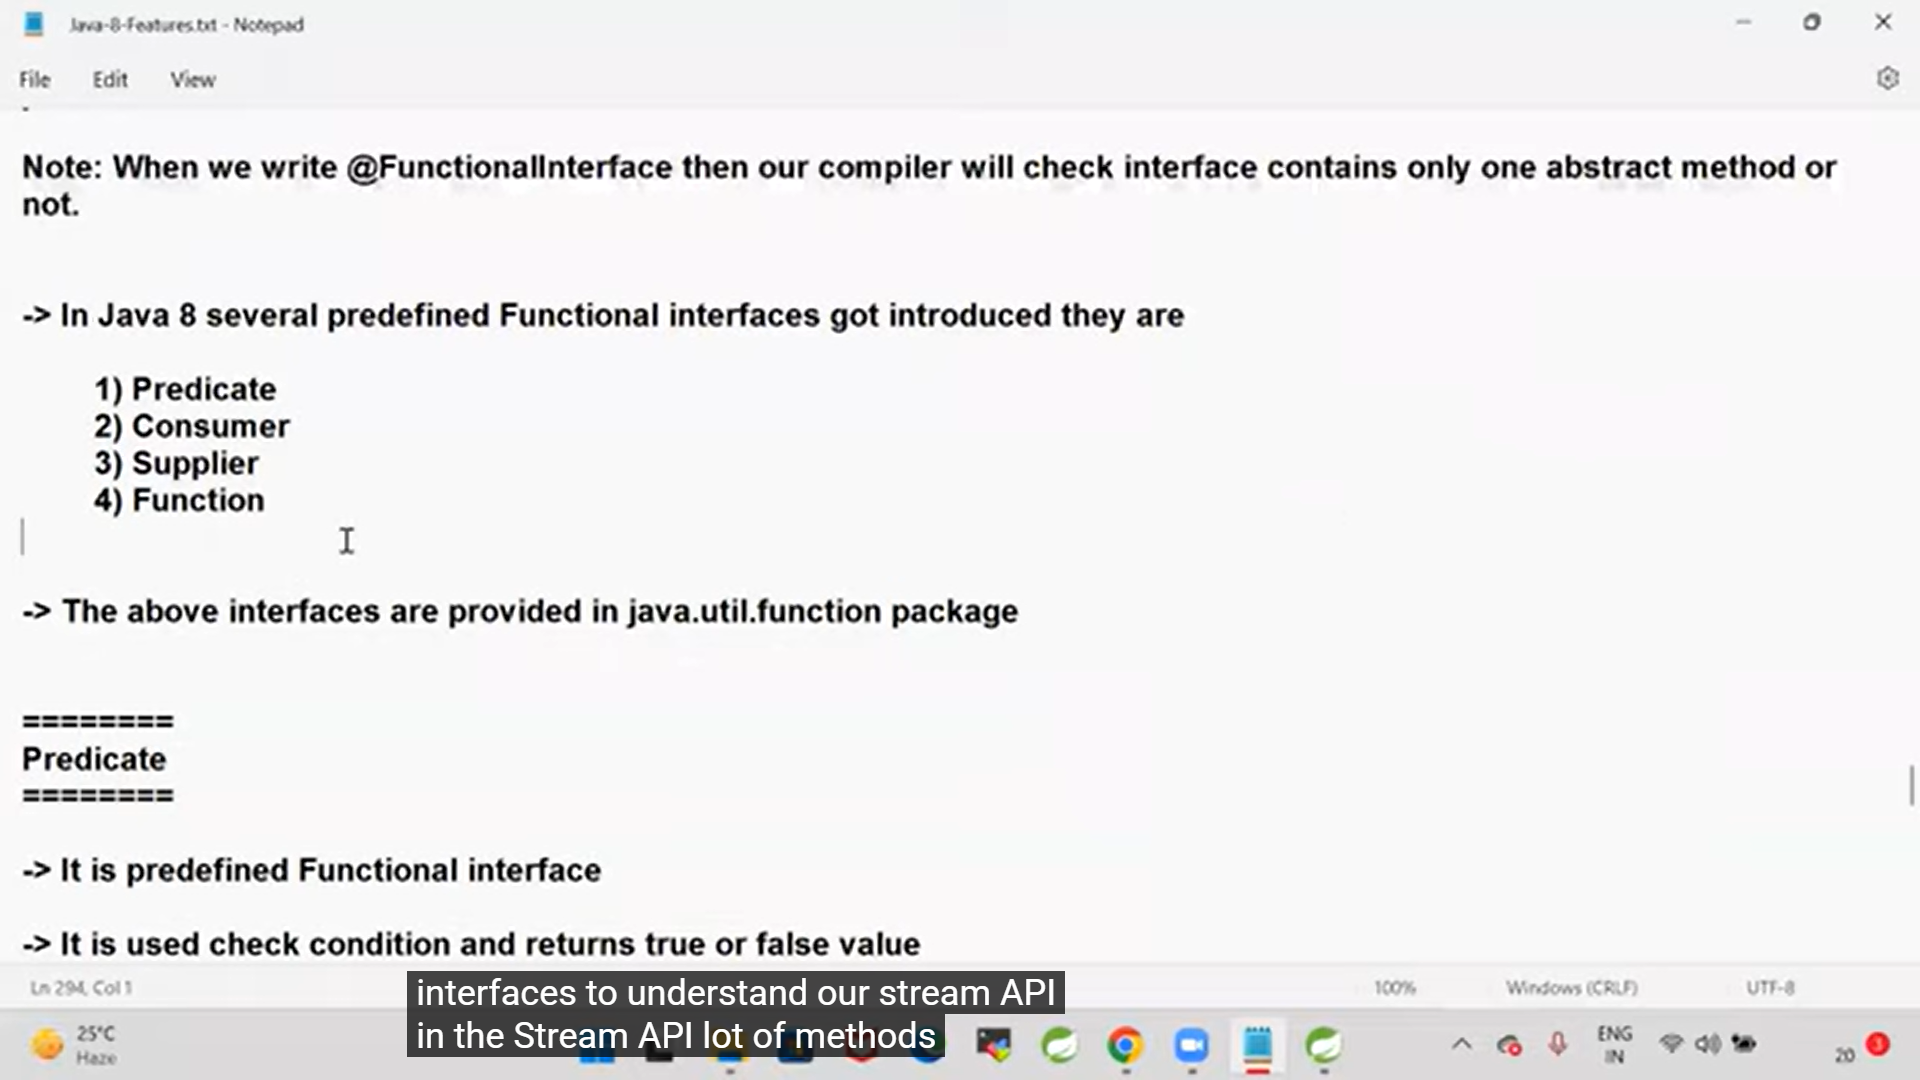 Java-8-Features.txt - Notepad
File Edit View
Note: When we write @FunctionalInterface then our compiler will check interface contains only one abstract method or
not.
-> In Java 8 several predefined Functional interfaces got introduced they are
1) Predicate
2) Consumer
3) Supplier
4) Function
-> The above interfaces are provided in java.util.function package
========
Predicate
========
-> It is predefined Functional interface
-> It is used check condition and returns true or false value
Ln 294, Col 1 100% Windows (CRLF) UTF-8
interfaces to understand our stream API
in the Stream API lot of methods
25°C
Haze
ENG
IN
20
3